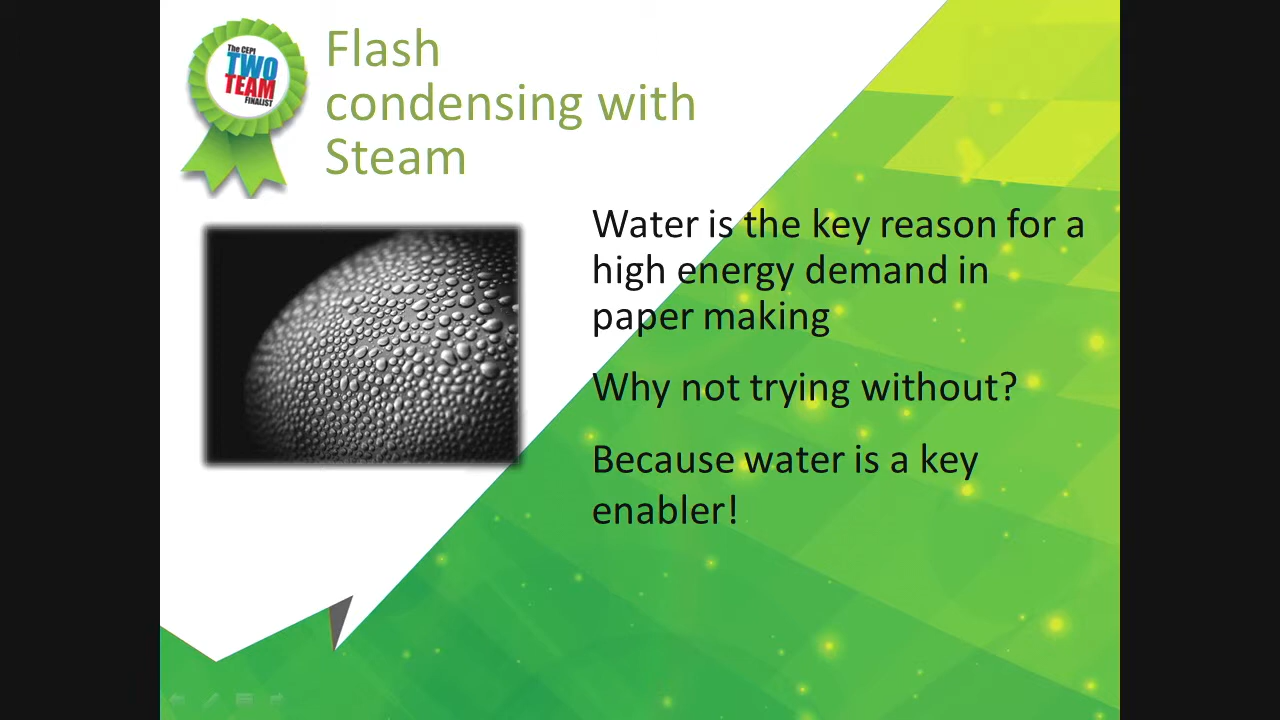 The CEPI
TWO
TEAM
FINALIST
Flash
condensing with
Steam
Water is the key reason for a
high energy demand in
paper making
Why not trying without?
Because water is a key
enabler!